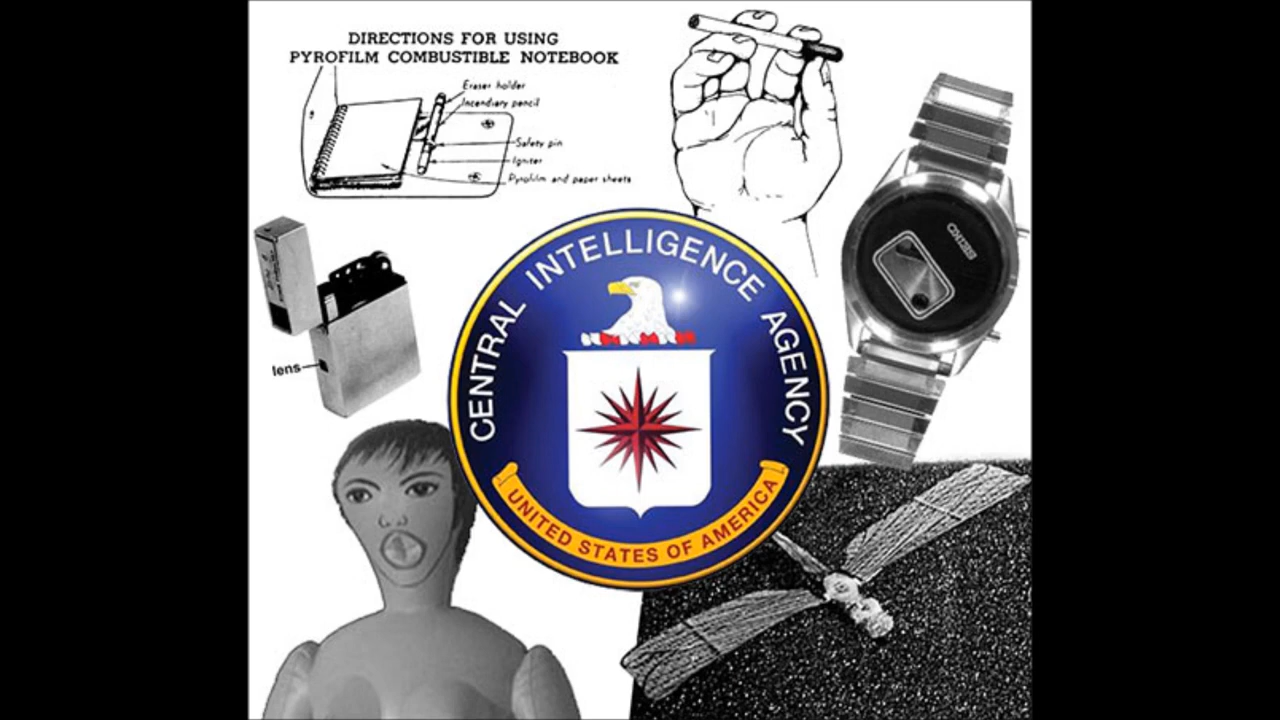 DIRECTIONS FOR USING
PYROFILM COMBUSTIBLE NOTEBOOK
Eraser holder
Incendiary pencil
Safety pin
Igniter
Pyrofilm and paper sheets
lens
CENTRAL INTELLIGENCE AGENCY
UNITED STATES OF AMERICA